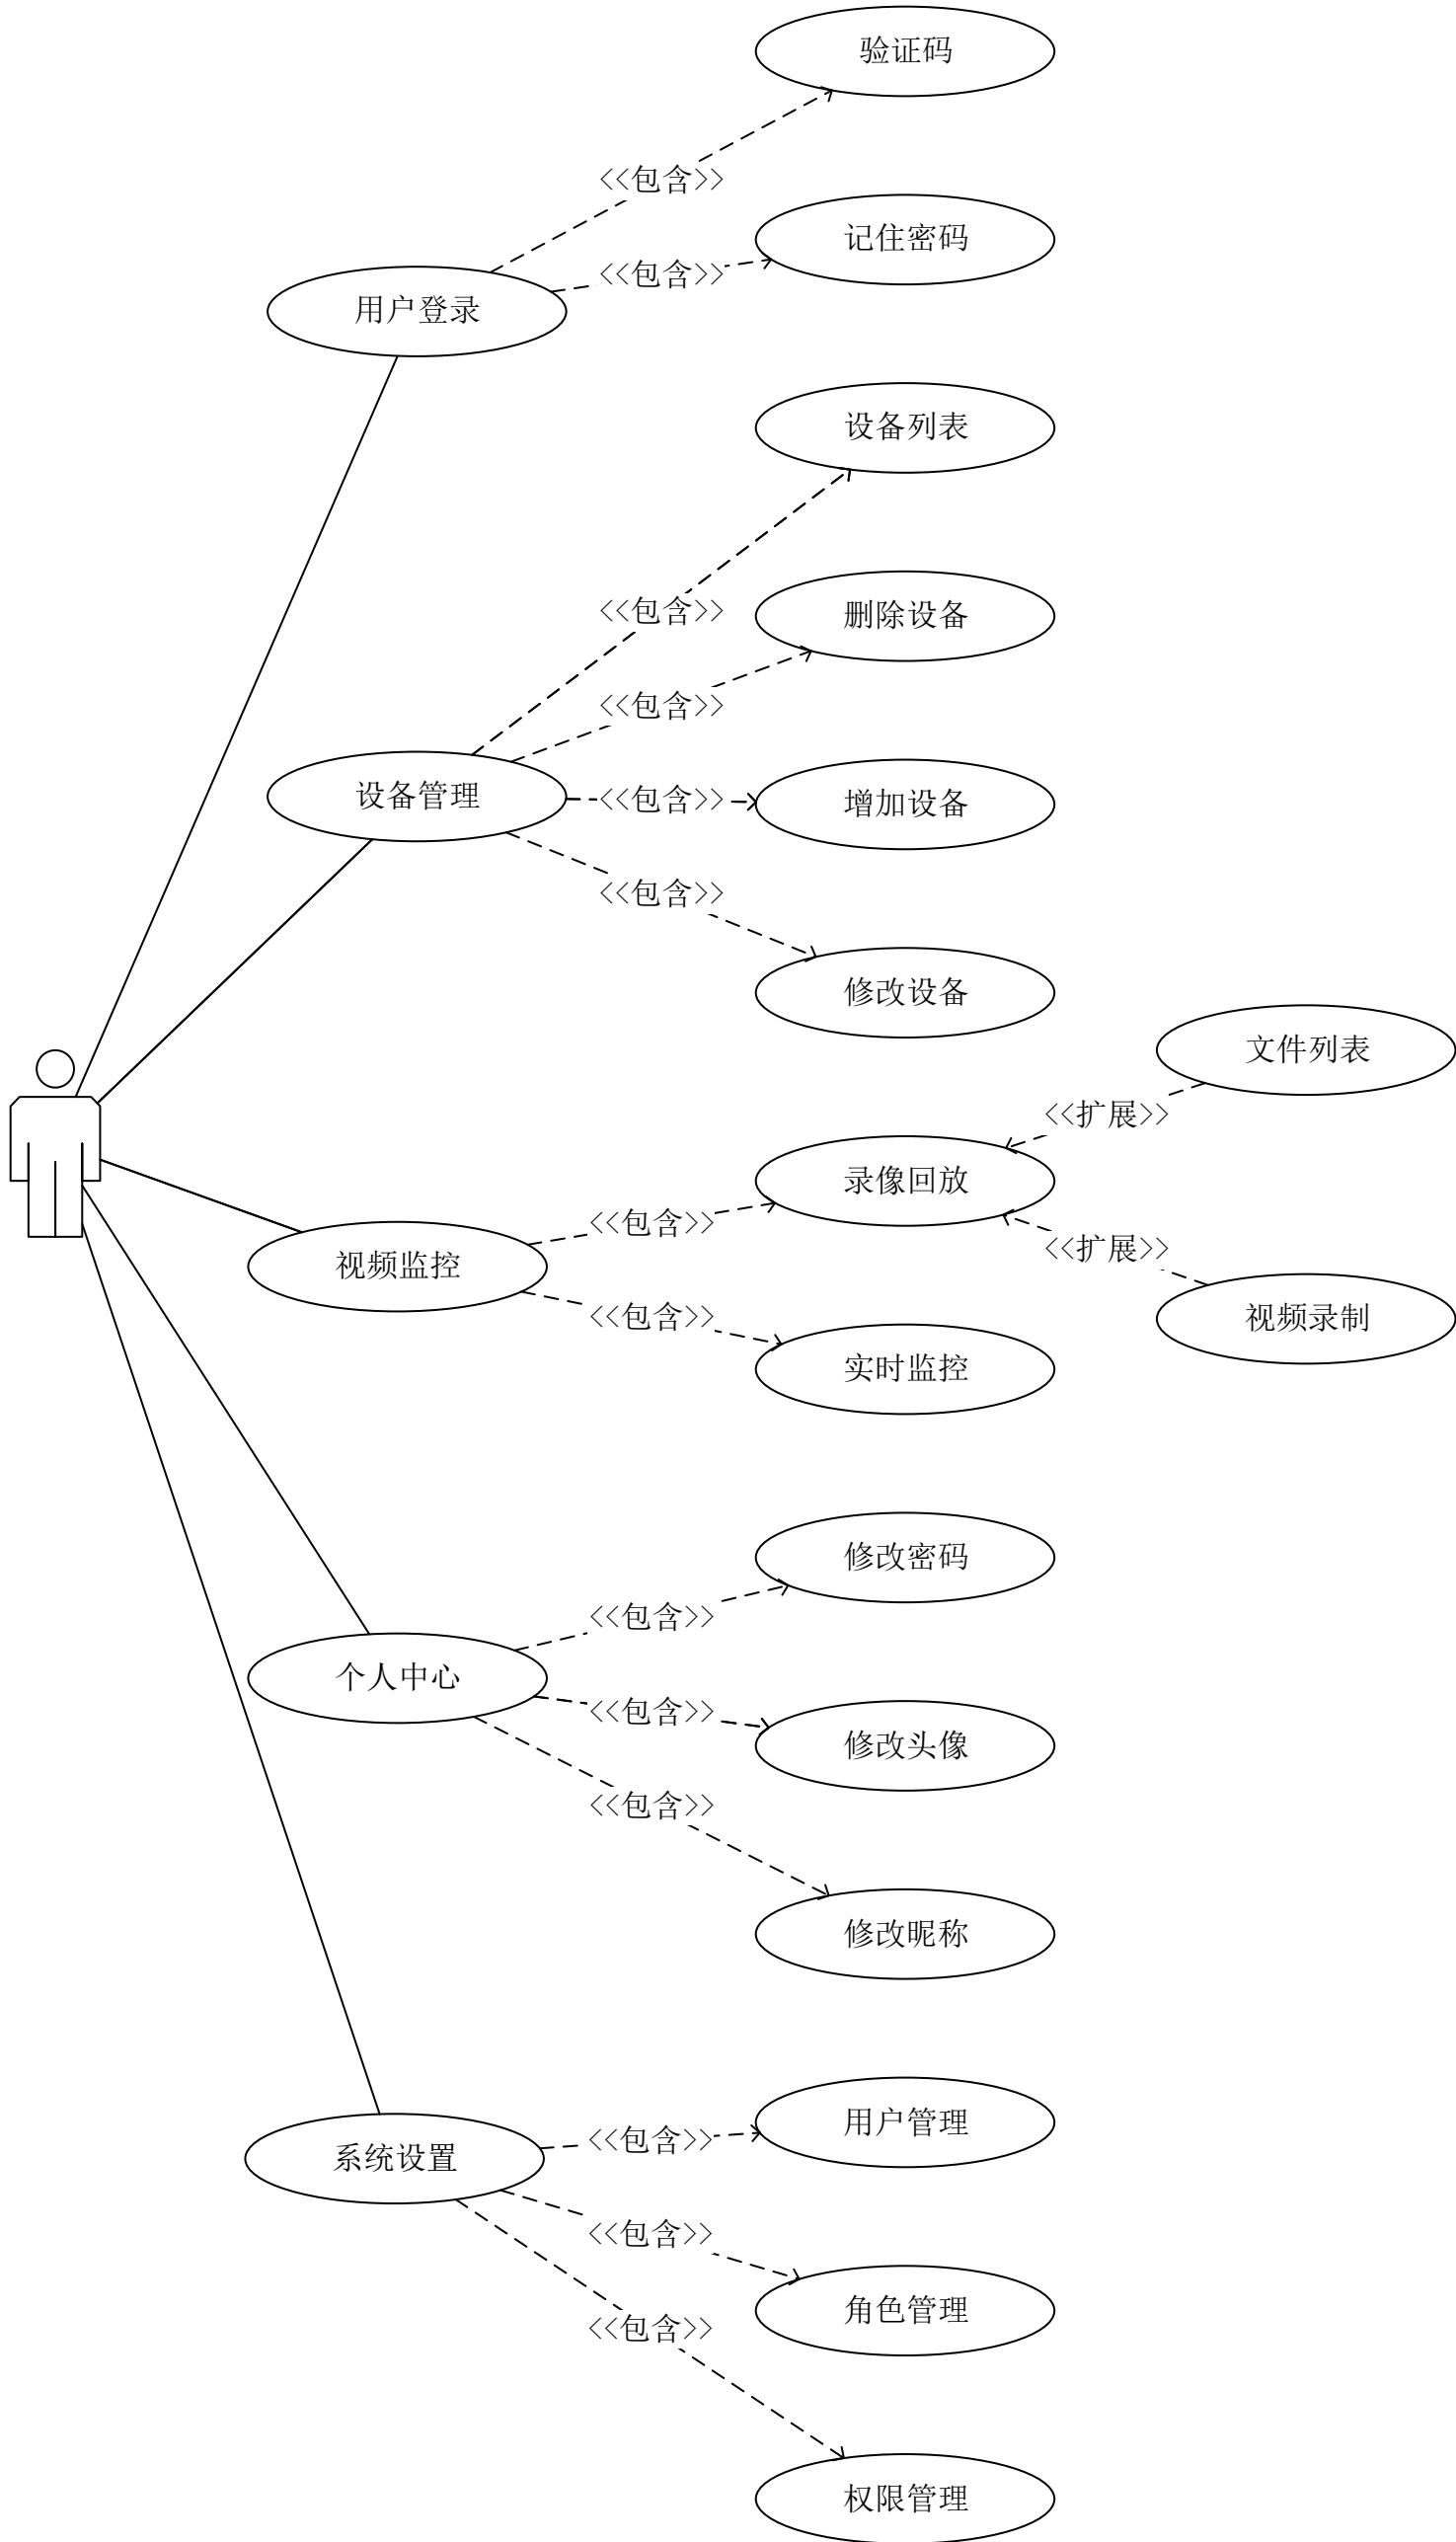 验证码
<<包含>>
记住密码
<<包含>>
用户登录
设备列表
<<包含>>
删除设备
<<包含>>
设备管理
<<包含>>
增加设备
<<包含>>
修改设备
文件列表
<<扩展>>
录像回放
<<包含>>
<<扩展>>
视频监控
<<包含>>
视频录制
实时监控
修改密码
<<包含>>
个人中心
<<包含>>
修改头像
<<包含>>
修改昵称
用户管理
<<包含>>
系统设置
<<包含>>
角色管理
<<包含>>
权限管理